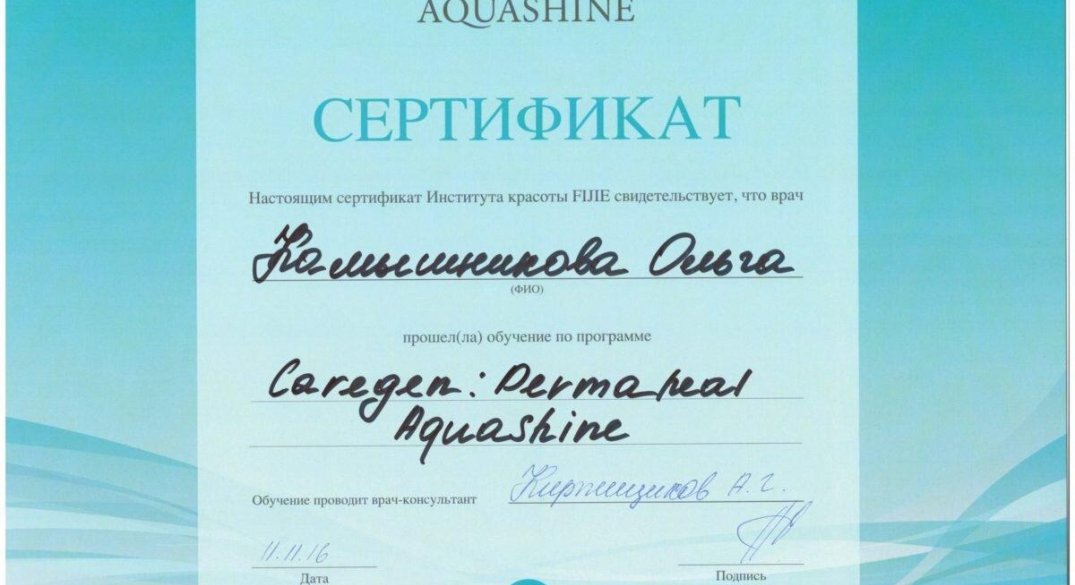 AQUASHINE
СЕРТИФИКАТ
Настоящим сертификат Института красоты FIJIE свидетельствует, что врач
Камышникова Ольга
(ФИО)
прошел(ла) обучение по программе
Caregen: Dermaheal
Aquashine
Обучение проводит врач-консультант А.Г.
11.11.16
Дата
Подпись